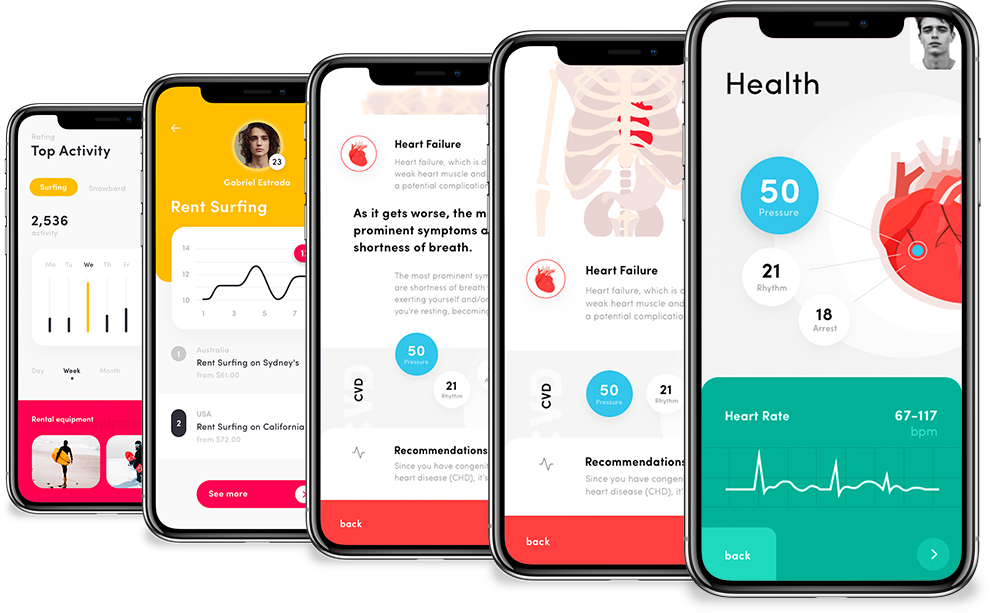 Rating
Top Activity
Surfing
Snowboard
2,536
activity
Mo Tu We Th Fr
Day Week Month
Rental equipment
23
Gabriel Estrada
Rent Surfing
14
12
10
1 3 5 7
1
Australia
Rent Surfing on Sydney's
from $61.00
2
USA
Rent Surfing on California
from $72.00
See more
Heart Failure
Heart failure, which is d
weak heart muscle and
a potential complication
As it gets worse, the m
prominent symptoms a
shortness of breath.
The most prominent sym
are shortness of breath
exerting yourself and/or
you're resting, becoming
50
Pressure
21
Rhythm
CVD
Recommendations
Since you have congenit
heart disease (CHD), it's
back
Heart Failure
Heart failure, which is d
weak heart muscle and
a potential complication
50
Pressure
21
Rhythm
CVD
Recommendations
Since you have congenit
heart disease (CHD), it'
back
Health
50
Pressure
21
Rhythm
18
Arrest
Heart Rate
67-117
bpm
back